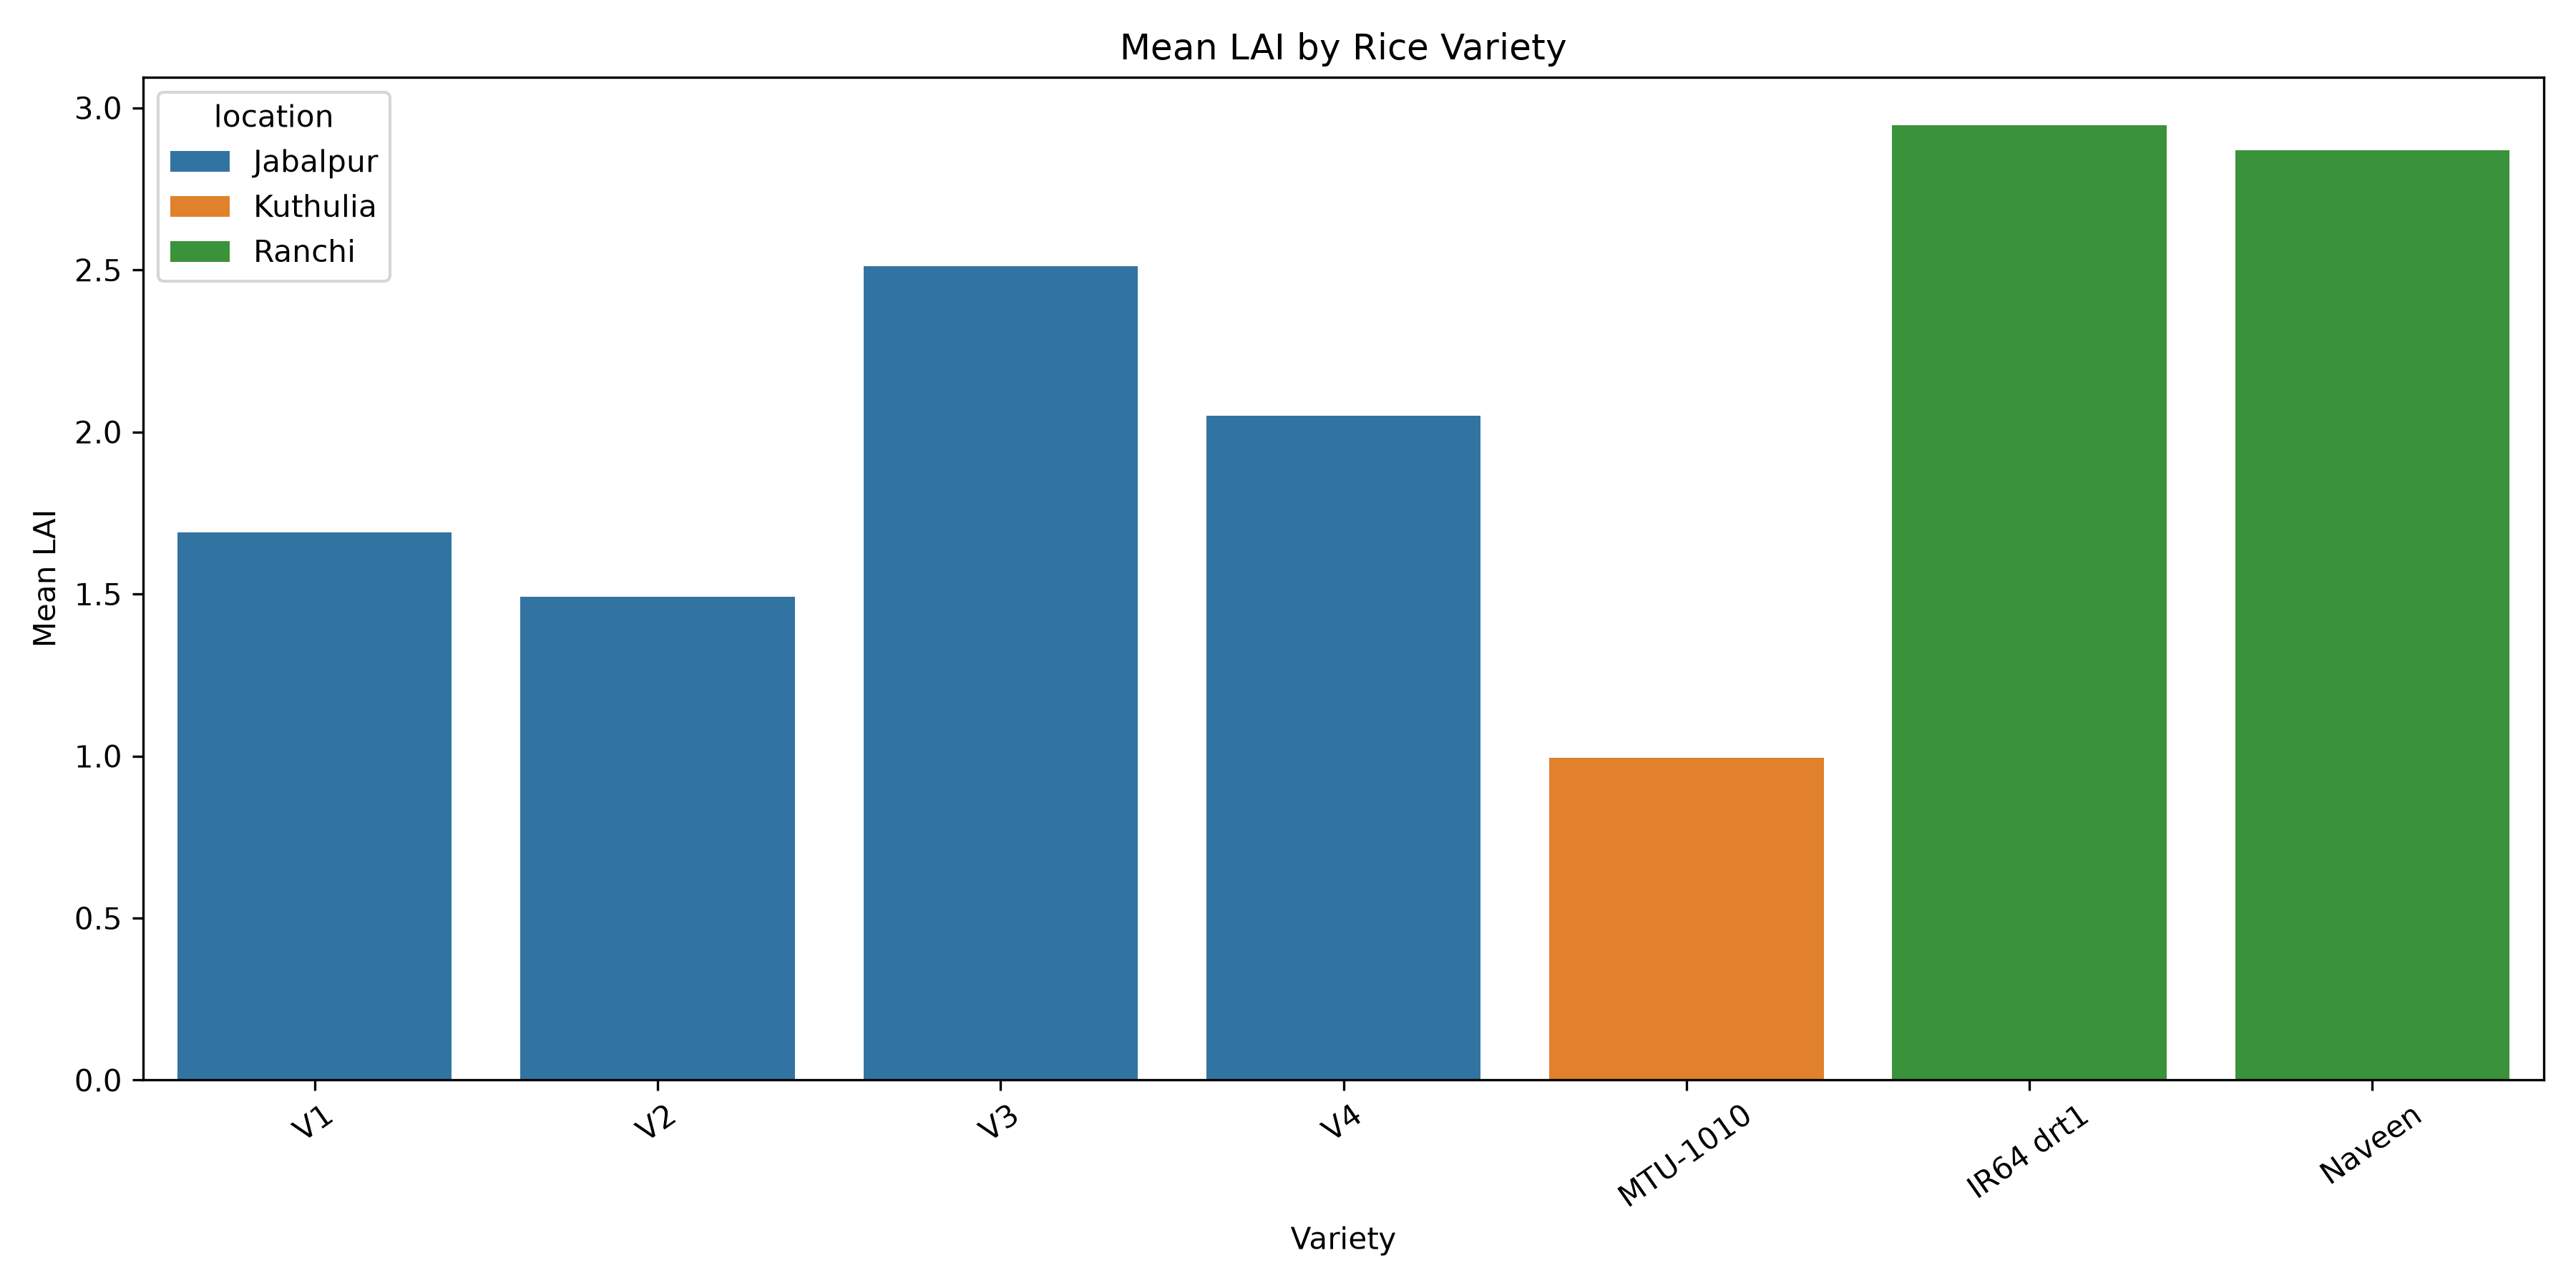 Mean LAI by Rice Variety
location
Jabalpur
Kuthulia
Ranchi
Mean LAI
3.0
2.5
2.0
1.5
1.0
0.5
0.0
V1
V2
V3
V4
MTU-1010
IR64 drt1
Naveen
Variety